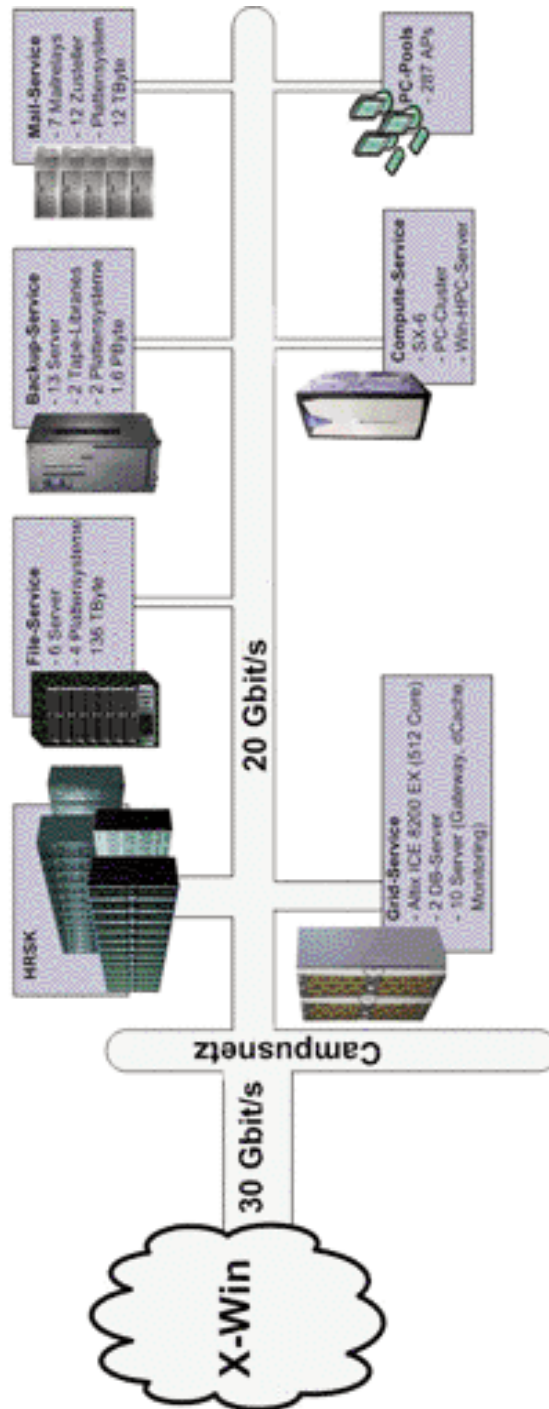 X-Win
30 Gbit/s
Campusnetz
20 Gbit/s
HRSK
File-Service
- 6 Server
- 4 Plattensysteme
136 TByte
Backup-Service
- 13 Server
- 2 Tape-Libraries
- 2 Plattensysteme
1.6 PByte
Mail-Service
- 7 Mailrelays
- 12 Zusteller
- Plattensystem
12 TByte
Grid-Service
- Altix ICE 8200 EX (512 Core)
- 2 DB-Server
- 10 Server (Gateway, dCache,
Monitoring)
Compute-Service
-SX-6
- PC-Cluster
- Win-HPC-Server
PC-Pools
- 287 APs